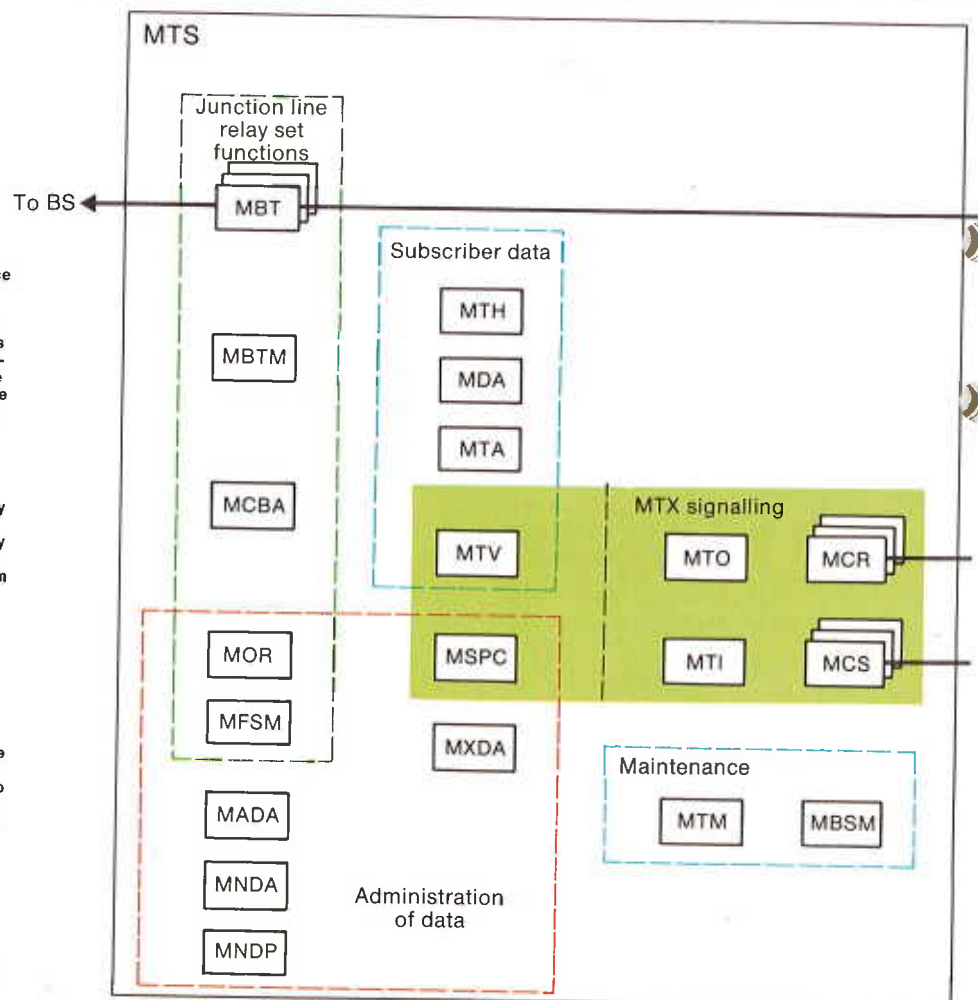 MTS
Junction line
relay set
functions
To BS
MBT
Subscriber data
MTH
MBTM
MDA
MTA
MCBA
MTX signalling
MTV
MTO
MCR
MOR
MSPC
MTI
MCS
MFSM
MXDA
Maintenance
MADA
MTM
MBSM
MNDA
Administration
of data
MNDP